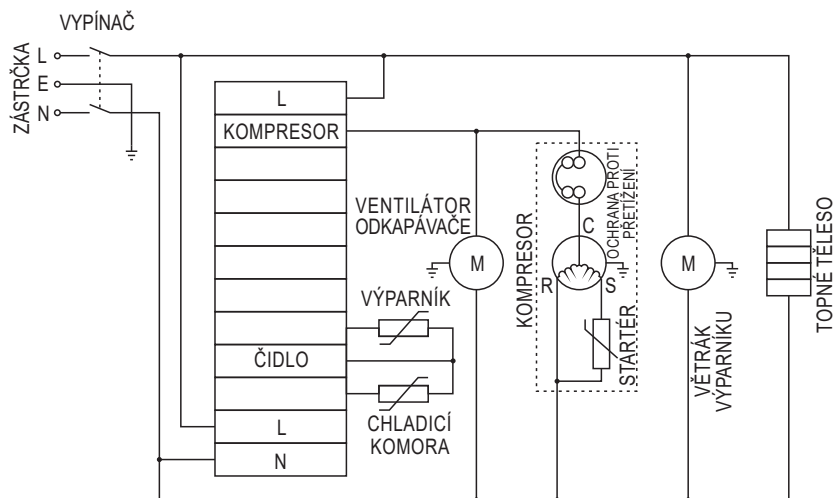 VYPÍNAČ
ZÁSTRČKA
L
E
N
L
KOMPRESOR
ČIDLO
L
N
VENTILÁTOR
ODKAPÁVAČE
M
VÝPARNÍK
CHLADICÍ
KOMORA
KOMPRESOR
OCHRANA PROTI
PŘETÍŽENÍ
C
R
S
STARTÉR
M
VĚTRÁK
VÝPARNÍKU
TOPNÉ TĚLESO